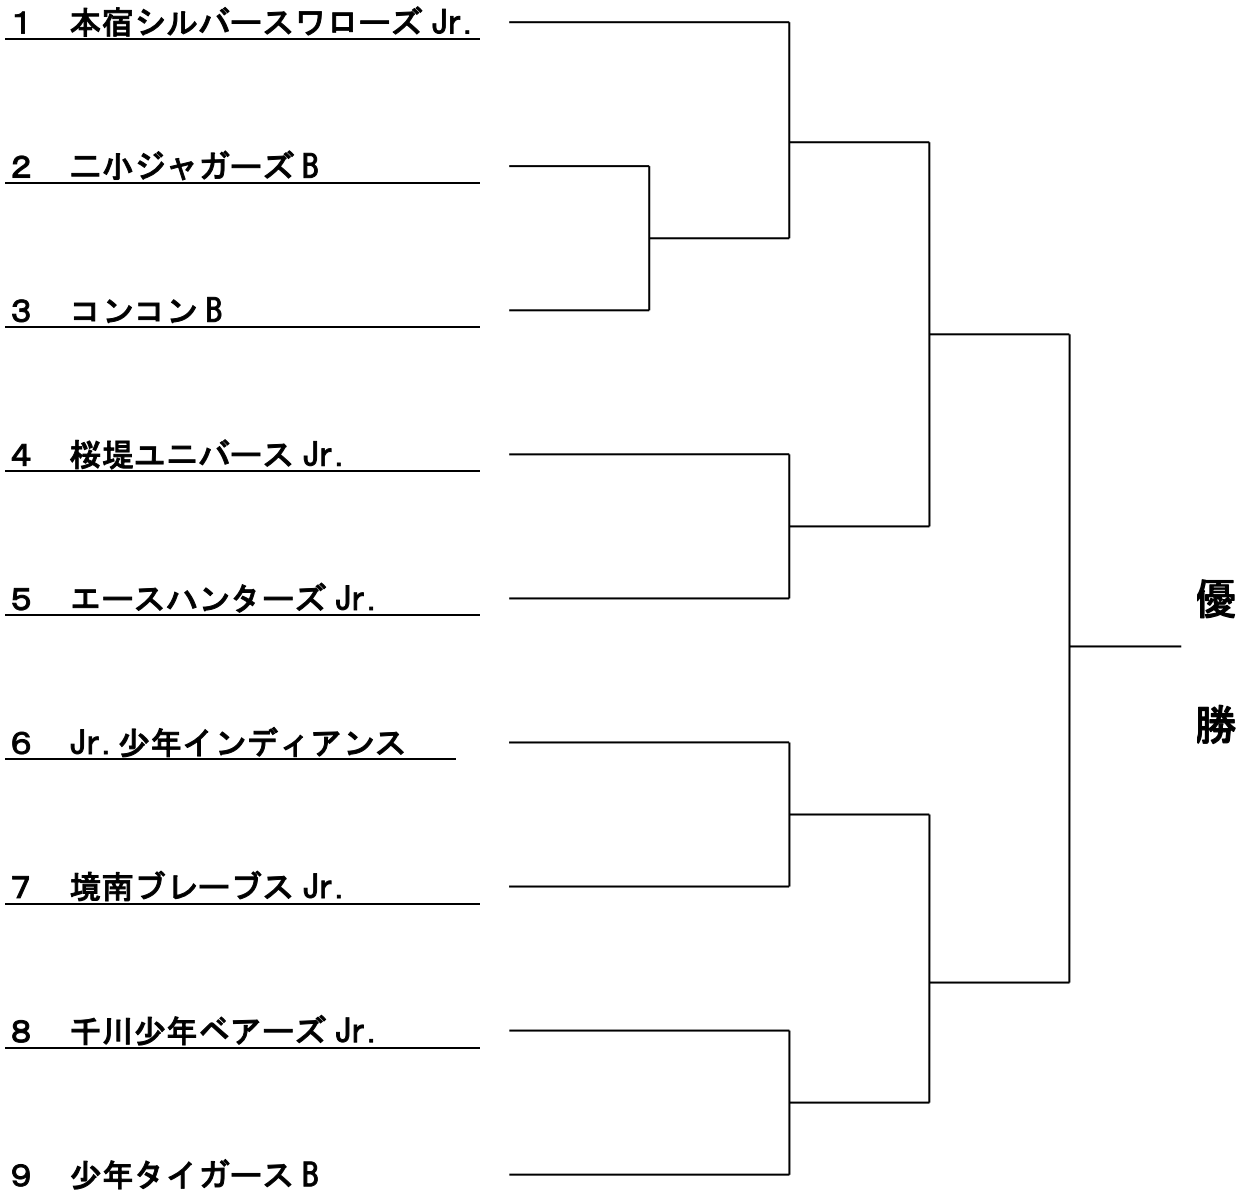 １ 本宿シルバースワローズ Jr.
２ 二小ジャガーズ B
３ コンコン B
４ 桜堤ユニバース Jr.
５ エースハンターズ Jr.
６ Jr.少年インディアンス
７ 境南ブレーブス Jr.
８ 千川少年ベアーズ Jr.
９ 少年タイガース B
優勝